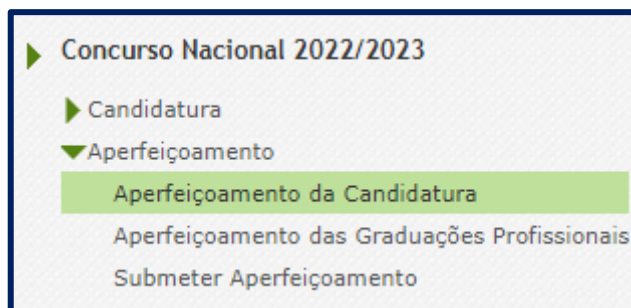 Concurso Nacional 2022/2023
Candidatura
Aperfeiçoamento
Aperfeiçoamento da Candidatura
Aperfeiçoamento das Graduações Profissionais
Submeter Aperfeiçoamento